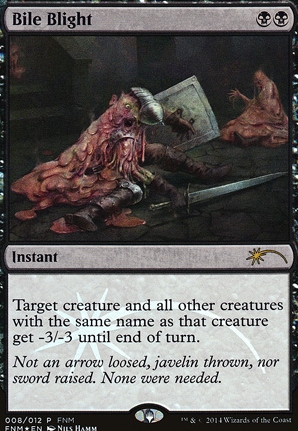 Bile Blight
Instant
Target creature and all other creatures
with the same name as that creature
get -3/-3 until end of turn.
Not an arrow loosed, javelin thrown, nor
sword raised. None were needed.
008/012 P FNM
FNM★EN Nils Hamm
™ & © 2014 Wizards of the Coast